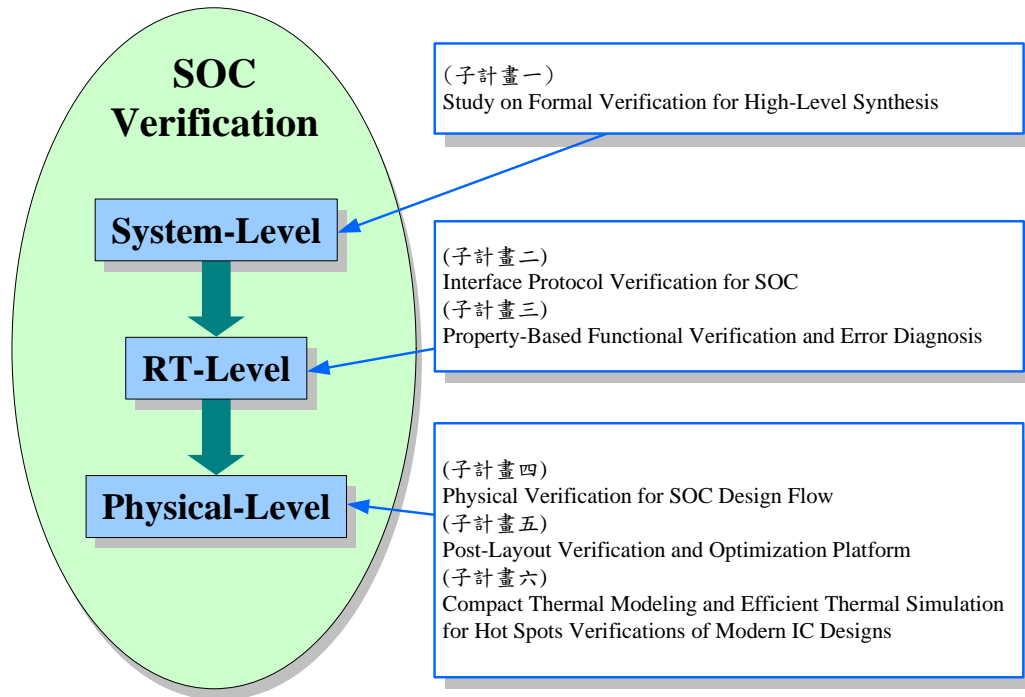 SOC
Verification
System-Level
RT-Level
Physical-Level
(子計畫一)
Study on Formal Verification for High-Level Synthesis
(子計畫二)
Interface Protocol Verification for SOC
(子計畫三)
Property-Based Functional Verification and Error Diagnosis
(子計畫四)
Physical Verification for SOC Design Flow
(子計畫五)
Post-Layout Verification and Optimization Platform
(子計畫六)
Compact Thermal Modeling and Efficient Thermal Simulation
for Hot Spots Verifications of Modern IC Designs